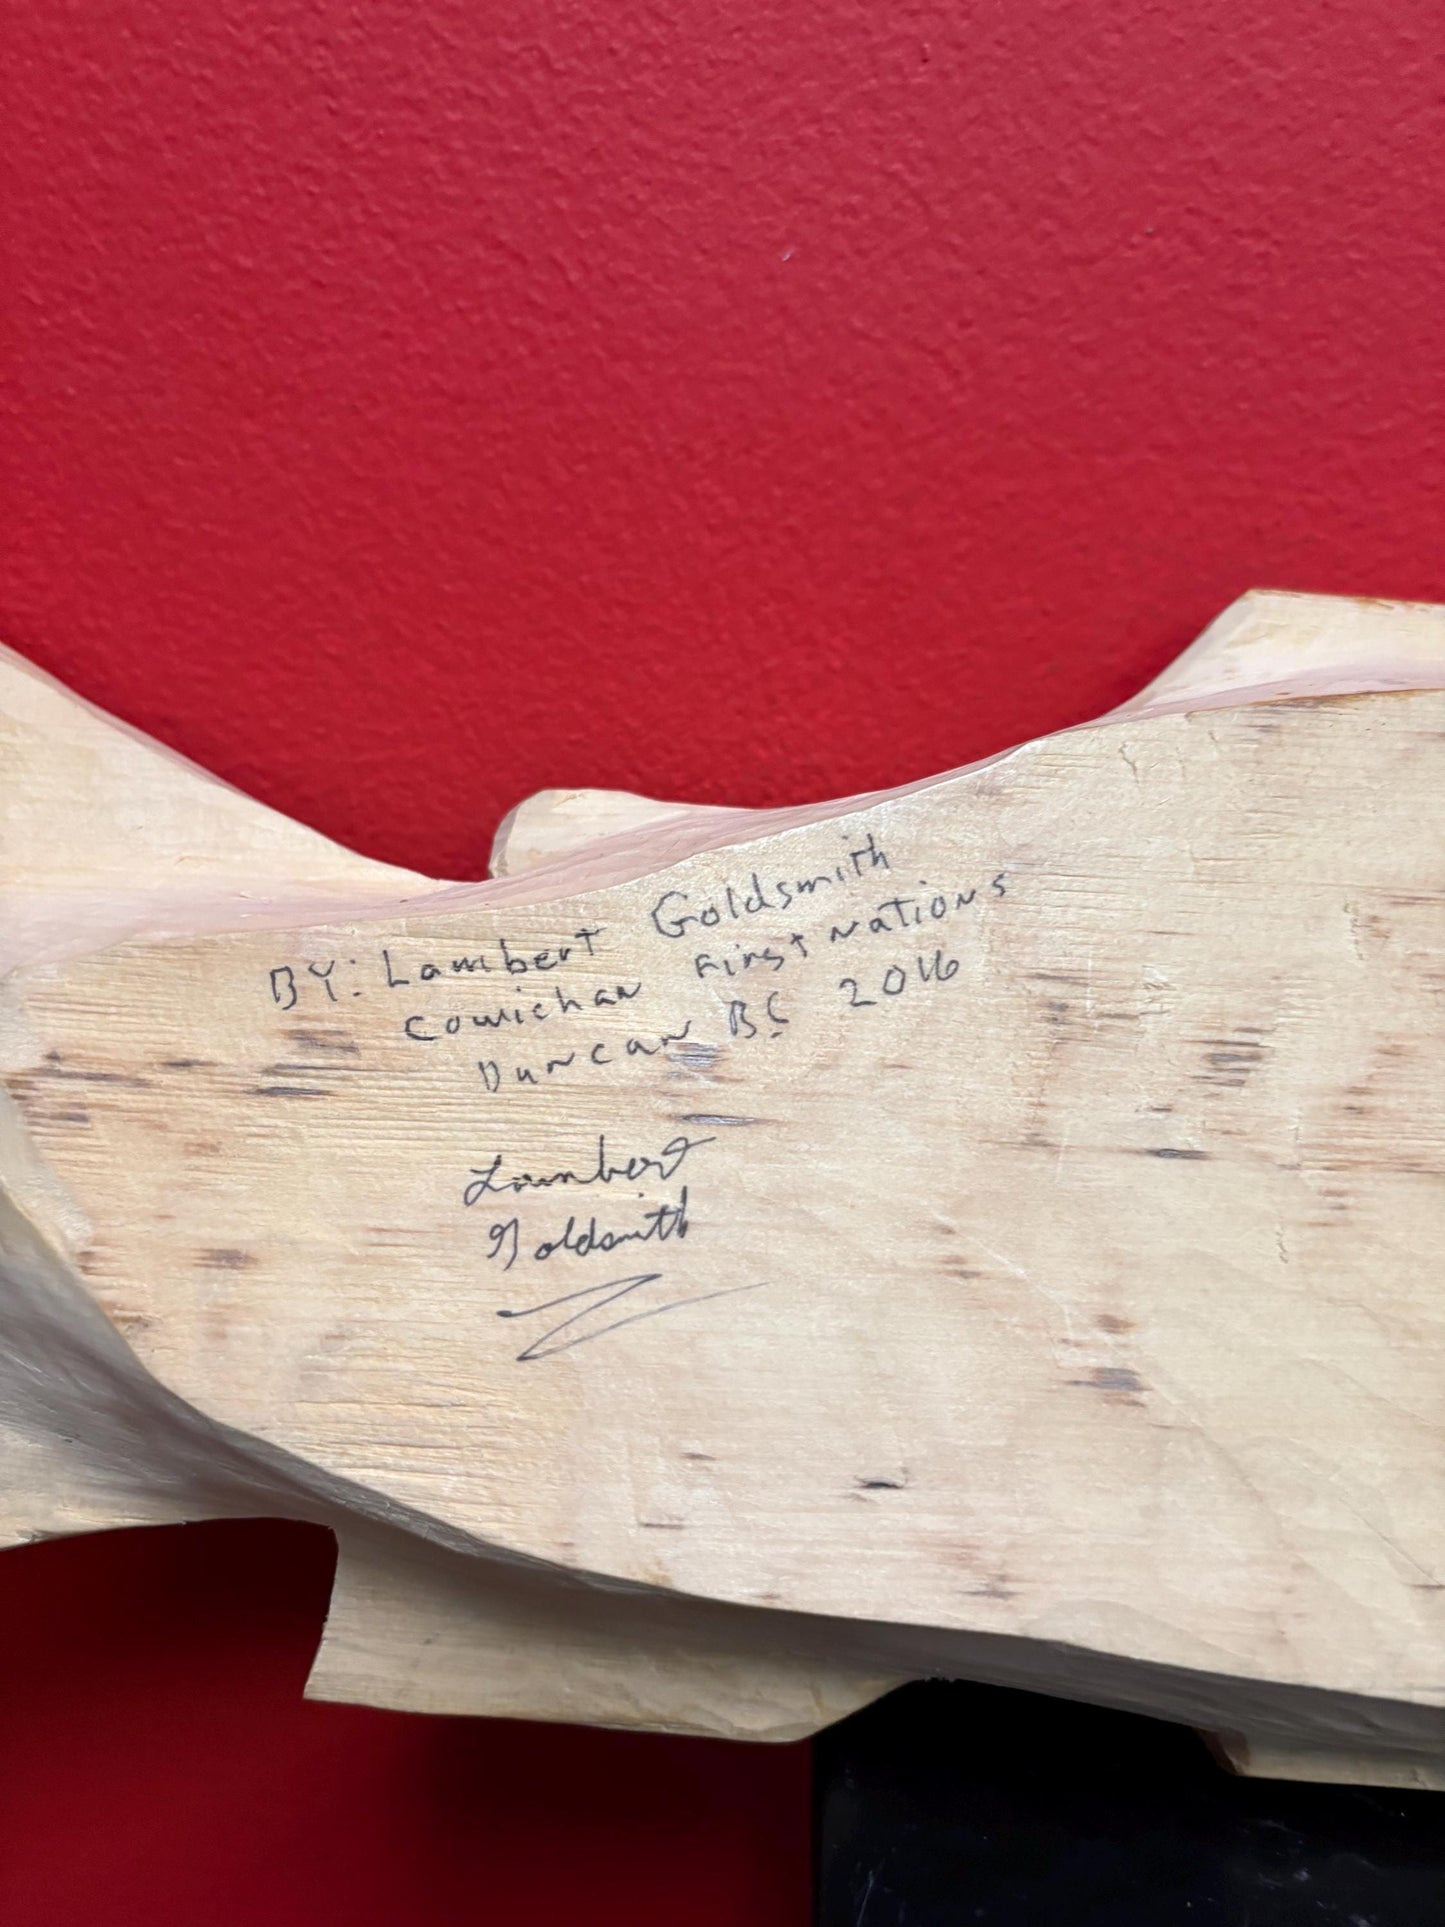 BY: Lambert Goldsmith
Cowichan First Nations
Duncan BC 2016
Lambert
Goldsmith